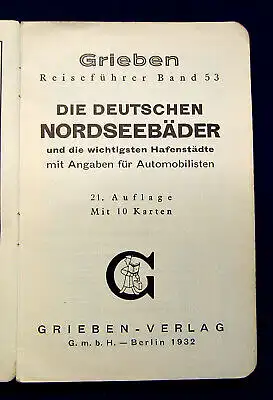 Grieben
Reiseführer Band 53
DIE DEUTSCHEN
NORDSEEBÄDER
und die wichtigsten Hafenstädte
mit Angaben für Automobilisten
21. Auflage
Mit 10 Karten
G
GRIEBEN-VERLAG
G. m. b. H. — Berlin 1932